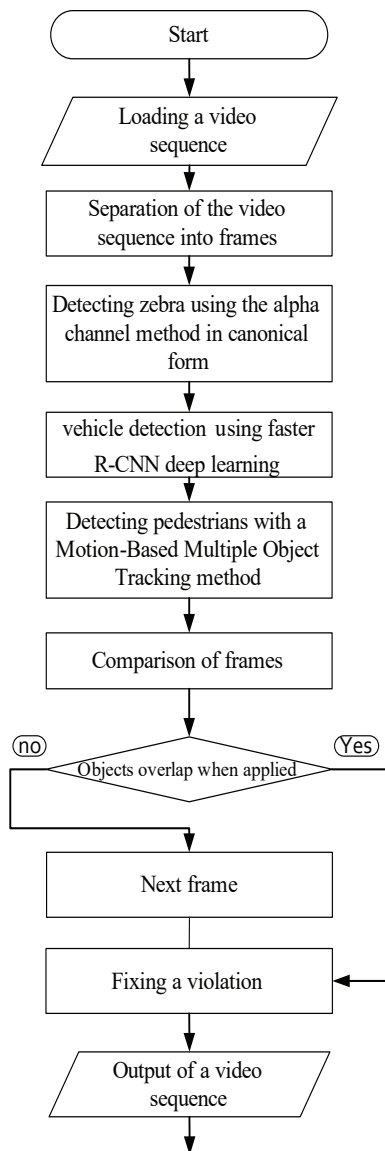 Start
Loading a video
sequence
Separation of the video
sequence into frames
Detecting zebra using the alpha
channel method in canonical
form
vehicle detection using faster
R-CNN deep learning
Detecting pedestrians with a
Motion-Based Multiple Object
Tracking method
Comparison of frames
no
Yes
Objects overlap when applied
Next frame
Fixing a violation
Output of a video
sequence